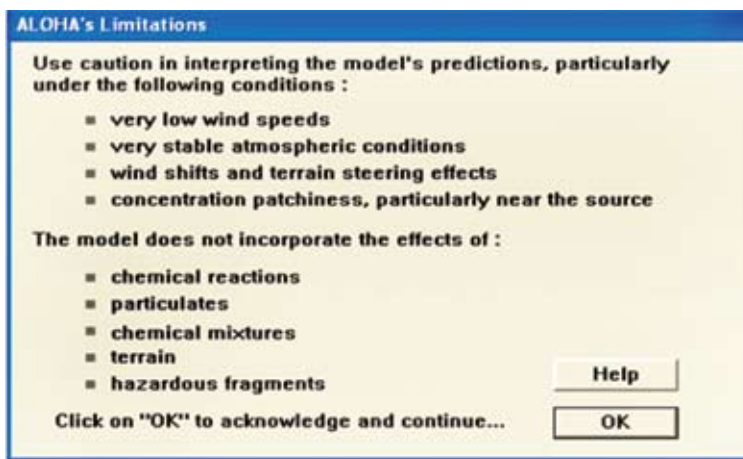 ALOHA's Limitations
Use caution in interpreting the model's predictions, particularly
under the following conditions :
very low wind speeds
very stable atmospheric conditions
wind shifts and terrain steering effects
concentration patchiness, particularly near the source
The model does not incorporate the effects of :
chemical reactions
particulates
chemical mixtures
terrain
hazardous fragments
Help
Click on "OK" to acknowledge and continue...
OK